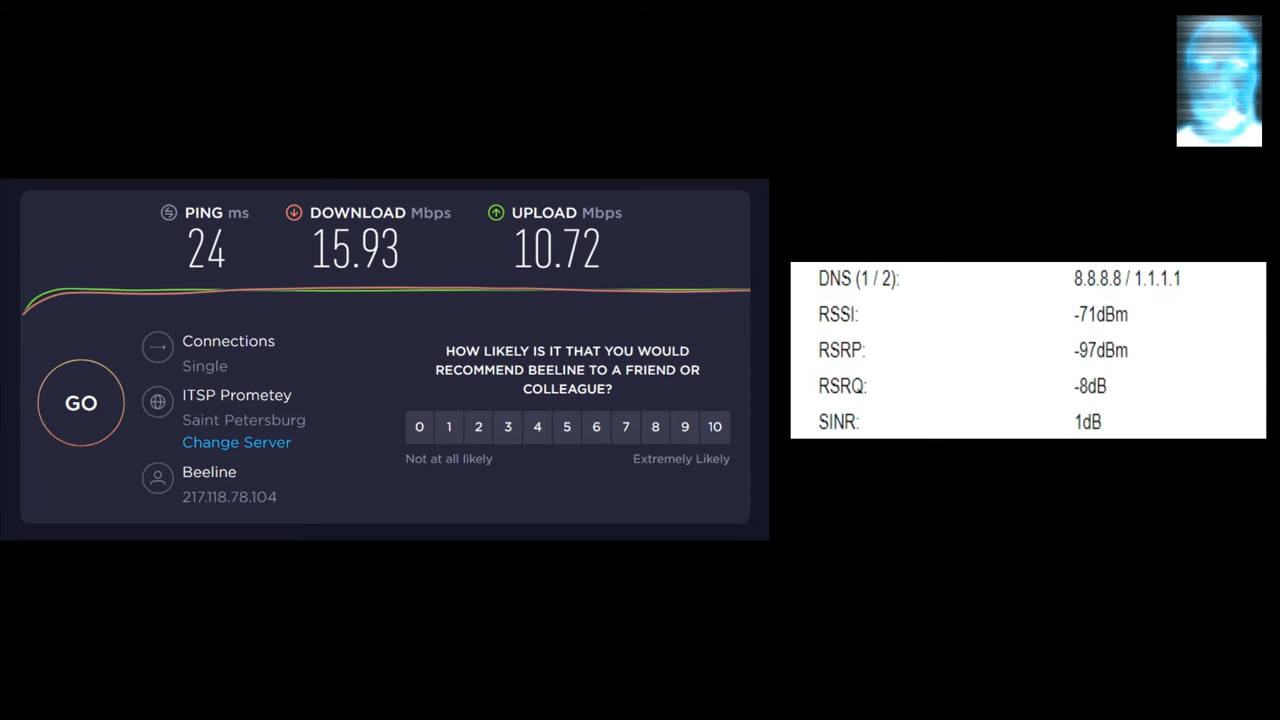 PING ms
DOWNLOAD Mbps
UPLOAD Mbps
24
15.93
10.72
GO
Connections
Single
ITSP Prometey
Saint Petersburg
Change Server
Beeline
217.118.78.104
HOW LIKELY IS IT THAT YOU WOULD
RECOMMEND BEELINE TO A FRIEND OR
COLLEAGUE?
0 1 2 3 4 5 6 7 8 9 10
Not at all likely
Extremely Likely
DNS (1 / 2): 8.8.8.8 / 1.1.1.1
RSSI: -71dBm
RSRP: -97dBm
RSRQ: -8dB
SINR: 1dB